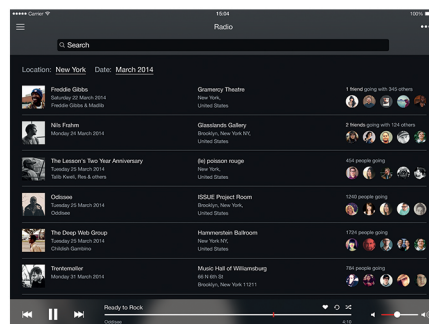 Carrier
15:04
100%
Radio
Search
Location: New York Date: March 2014
Freddie Gibbs
Saturday 22 March 2014
Freddie Gibbs & Madlib
Gramercy Theatre
New York,
United States
1 friend going with 345 others
Nils Frahm
Monday 24 March 2014
Glasslands Gallery
Brooklyn, New York NY,
United States
2 friends going with 124 others
The Lesson's Two Year Anniversary
Tuesday 25 March 2014
Talib Kweli, Res & others
(le) poisson rouge
New York,
United States
454 people going
Odissee
Tuesday 25 March 2014
Oddisee
ISSUE Project Room
Brooklyn, New York,
United States
1240 people going
The Deep Web Group
Tuesday 25 March 2014
Childish Gambino
Hammerstein Ballroom
New York NY,
United States
1724 people going
Trentemøller
Monday 31 March 2014
Music Hall of Williamsburg
66 N 6th St
Brooklyn, New York 11211
784 people going
Ready to Rock
Oddisee
4:10